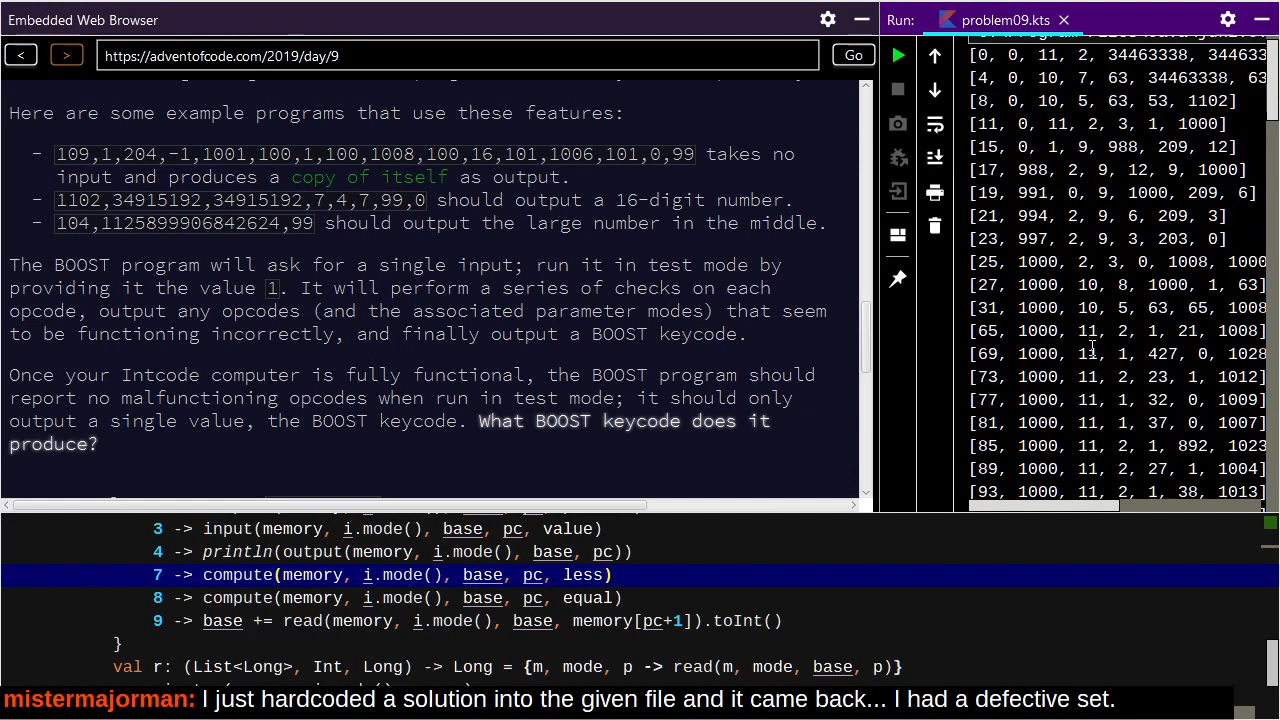 Embedded Web Browser
Run: problem09.kts
https://adventofcode.com/2019/day/9
Go
Here are some example programs that use these features:
- 109,1,204,-1,1001,100,1,100,1008,100,16,101,1006,101,0,99 takes no
input and produces a copy of itself as output.
- 1102,34915192,34915192,7,4,7,99,0 should output a 16-digit number.
- 104,1125899906842624,99 should output the large number in the middle.
The BOOST program will ask for a single input; run it in test mode by
providing it the value 1. It will perform a series of checks on each
opcode, output any opcodes (and the associated parameter modes) that seem
to be functioning incorrectly, and finally output a BOOST keycode.
Once your Intcode computer is fully functional, the BOOST program should
report no malfunctioning opcodes when run in test mode; it should only
output a single value, the BOOST keycode. What BOOST keycode does it
produce?
[0, 0, 11, 2, 34463338, 34463
[4, 0, 10, 7, 63, 34463338, 63
[8, 0, 10, 5, 63, 53, 1102]
[11, 0, 11, 2, 3, 1, 1000]
[15, 0, 1, 9, 988, 209, 12]
[17, 988, 2, 9, 12, 9, 1000]
[19, 991, 0, 9, 1000, 209, 6]
[21, 994, 2, 9, 6, 209, 3]
[23, 997, 2, 9, 3, 203, 0]
[25, 1000, 2, 3, 0, 1008, 1000
[27, 1000, 10, 8, 1000, 1, 63]
[31, 1000, 10, 5, 63, 65, 1008
[65, 1000, 11, 2, 1, 21, 1008]
[69, 1000, 11, 1, 427, 0, 1028
[73, 1000, 11, 2, 23, 1, 1012]
[77, 1000, 11, 1, 32, 0, 1009]
[81, 1000, 11, 1, 37, 0, 1007]
[85, 1000, 11, 2, 1, 892, 1023
[89, 1000, 11, 2, 27, 1, 1004]
[93, 1000, 11, 2, 1, 38, 1013]
3 -> input(memory, i.mode(), base, pc, value)
4 -> println(output(memory, i.mode(), base, pc))
7 -> compute(memory, i.mode(), base, pc, less)
8 -> compute(memory, i.mode(), base, pc, equal)
9 -> base += read(memory, i.mode(), base, memory[pc+1]).toInt()
}
val r: (List<Long>, Int, Long) -> Long = {m, mode, p -> read(m, mode, base, p)}
mistermajorman: I just hardcoded a solution into the given file and it came back... I had a defective set.